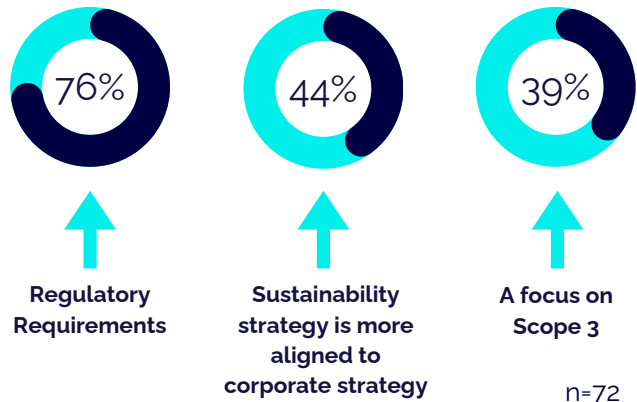 76%
44%
39%
Regulatory
Requirements
Sustainability
strategy is more
aligned to
corporate strategy
A focus on
Scope 3
n=72